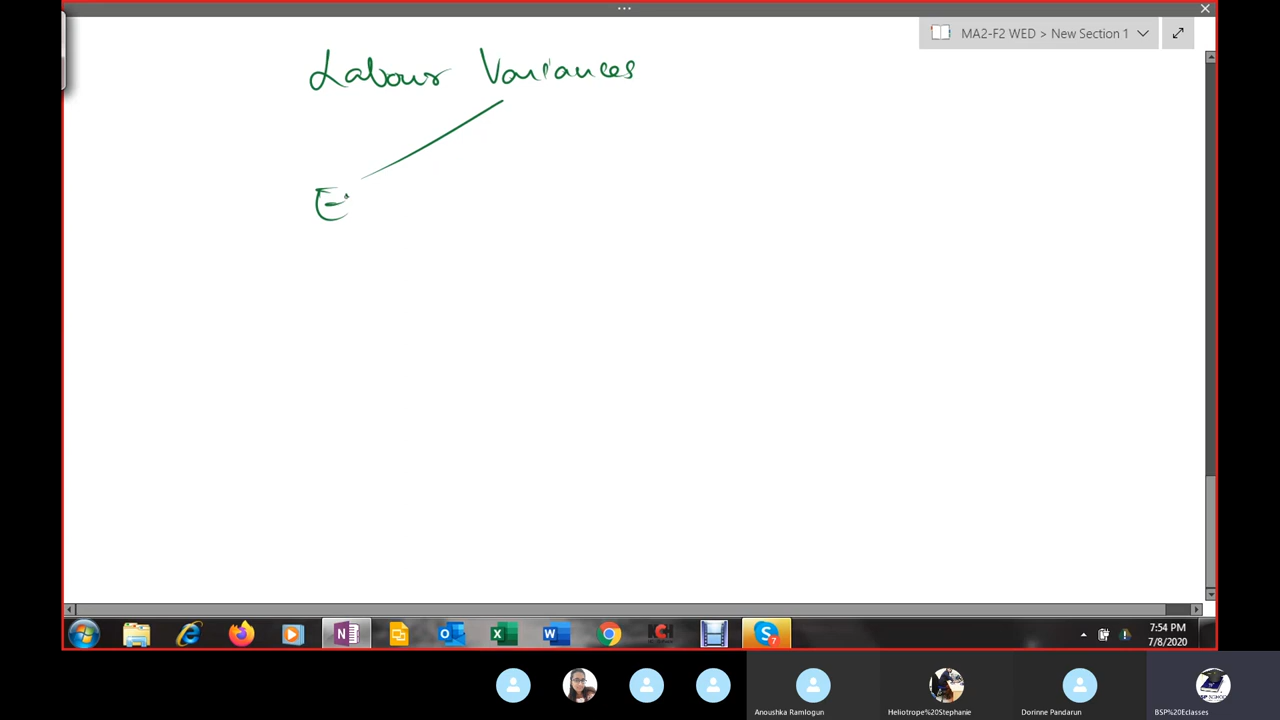 MA2-F2 WED > New Section 1
Labour Variances
E
7:54 PM
7/8/2020
Anoushka Ramlogun
Heliotrope%20Stephanie
Dorinne Pandarun
BSP%20Eclasses